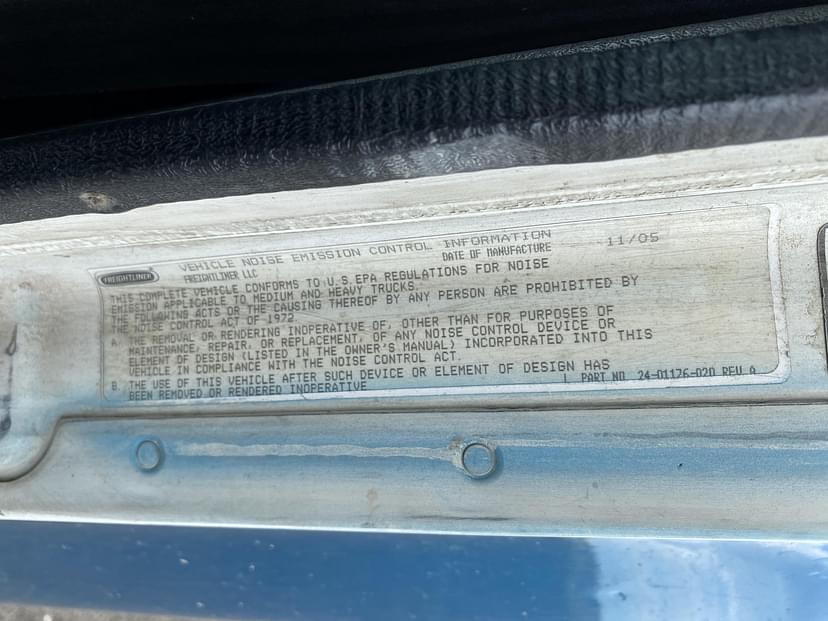 FREIGHTLINER
VEHICLE NOISE EMISSION CONTROL INFORMATION
FREIGHTLINER LLC DATE OF MANUFACTURE 11/05
THIS COMPLETE VEHICLE CONFORMS TO U.S.EPA REGULATIONS FOR NOISE
EMISSION APPLICABLE TO MEDIUM AND HEAVY TRUCKS.
THE FOLLOWING ACTS OR THE CAUSING THEREOF BY ANY PERSON ARE PROHIBITED BY
THE NOISE CONTROL ACT OF 1972
A. THE REMOVAL OR RENDERING INOPERATIVE OF, OTHER THAN FOR PURPOSES OF
MAINTENANCE, REPAIR, OR REPLACEMENT, OF ANY NOISE CONTROL DEVICE OR
ELEMENT OF DESIGN (LISTED IN THE OWNER'S MANUAL) INCORPORATED INTO THIS
VEHICLE IN COMPLIANCE WITH THE NOISE CONTROL ACT.
B. THE USE OF THIS VEHICLE AFTER SUCH DEVICE OR ELEMENT OF DESIGN HAS
BEEN REMOVED OR RENDERED INOPERATIVE
PART NO 24-01176-020 REV A